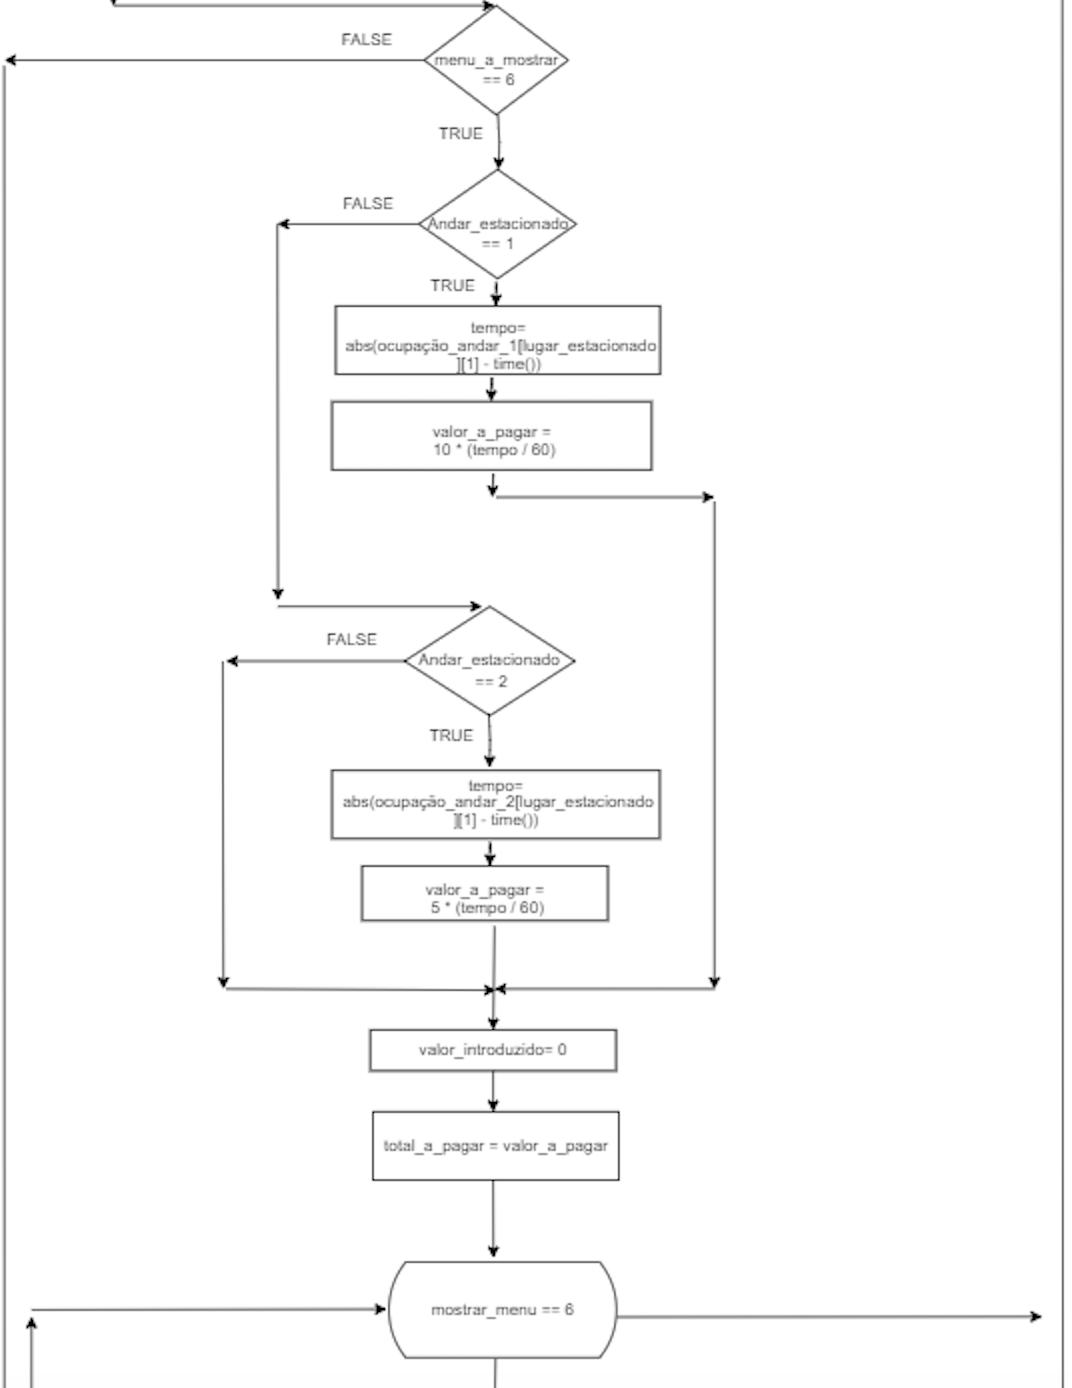 FALSE
menu_a_mostrar
== 6
TRUE
FALSE
Andar_estacionado
== 1
TRUE
tempo=
abs(ocupação_andar_1[lugar_estacionado
][1] - time())
valor_a_pagar =
10 * (tempo / 60)
FALSE
Andar_estacionado
== 2
TRUE
tempo=
abs(ocupação_andar_2[lugar_estacionado
][1] - time())
valor_a_pagar =
5 * (tempo / 60)
valor_introduzido= 0
total_a_pagar = valor_a_pagar
mostrar_menu == 6